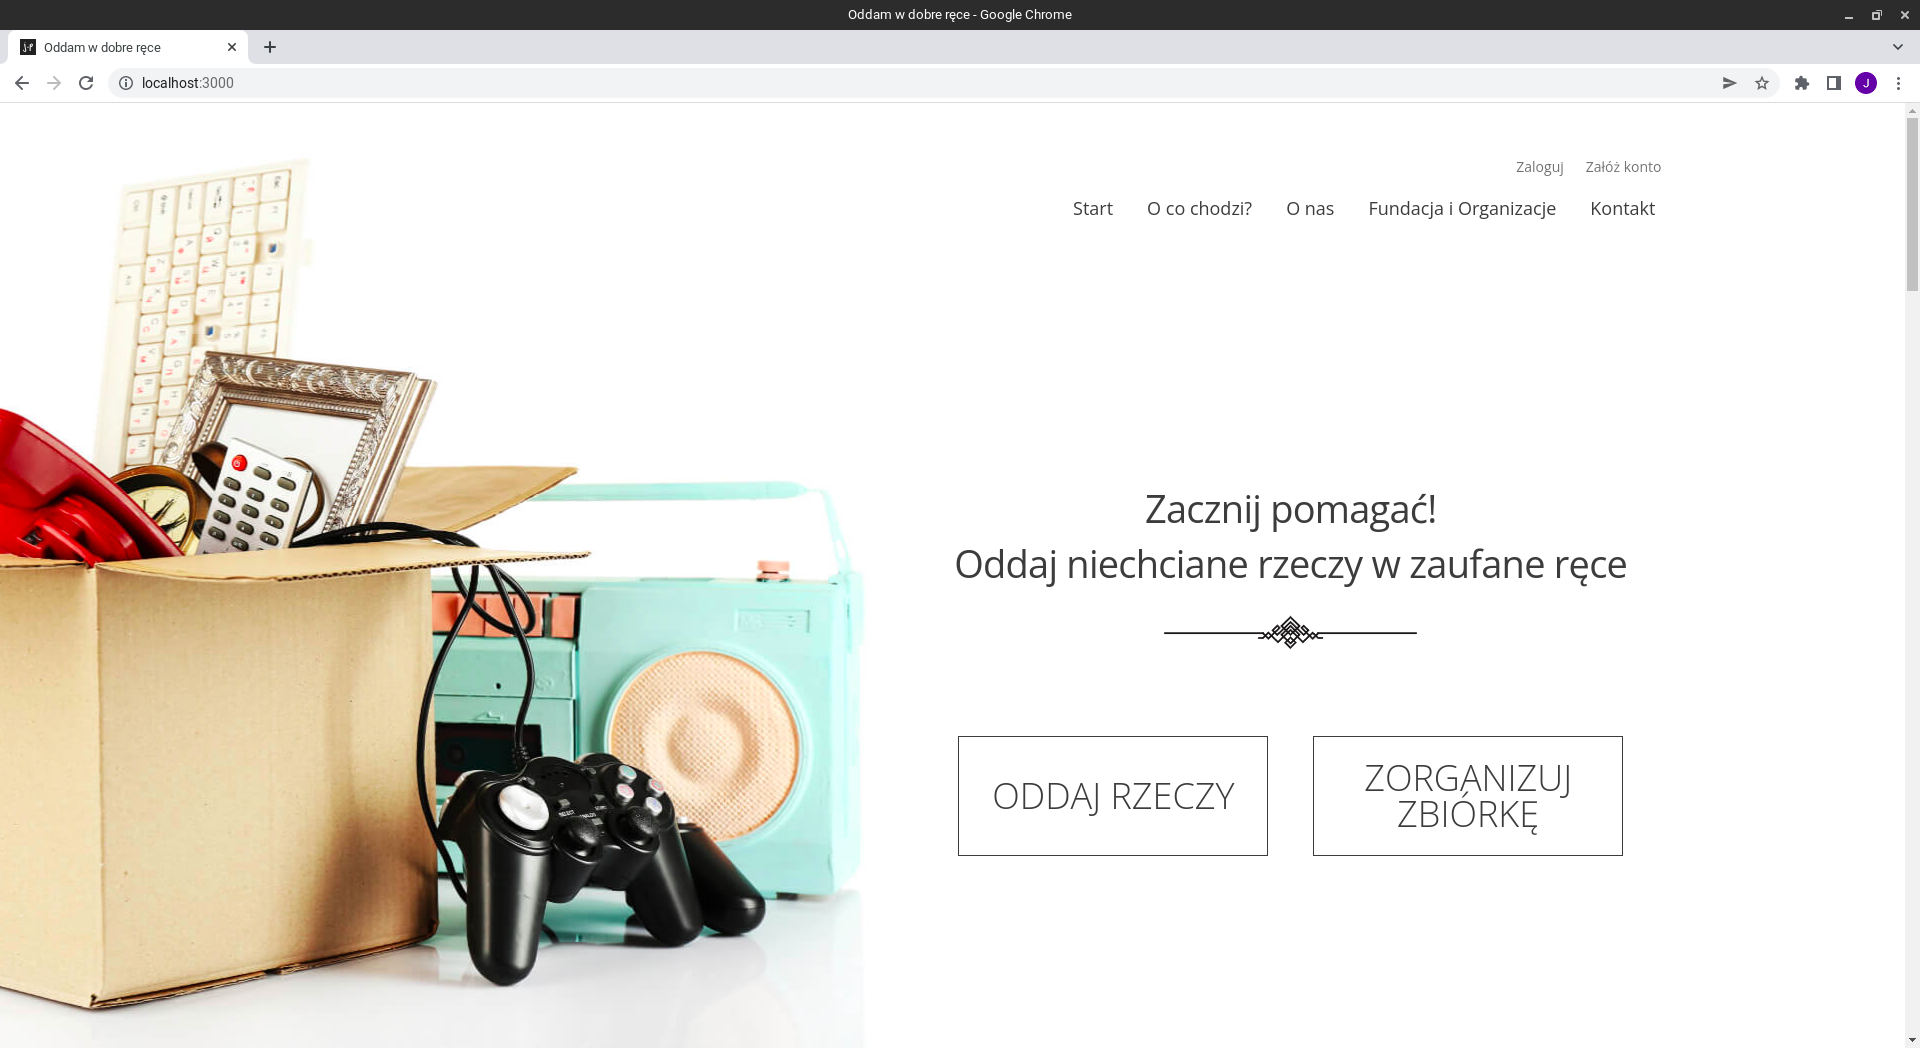 Oddam w dobre ręce - Google Chrome
Oddam w dobre ręce
localhost:3000
J
Zaloguj Załóż konto
Start O co chodzi? O nas Fundacja i Organizacje Kontakt
Zacznij pomagać!
Oddaj niechciane rzeczy w zaufane ręce
ODDAJ RZECZY
ZORGANIZUJ
ZBIÓRKĘ
SELECT